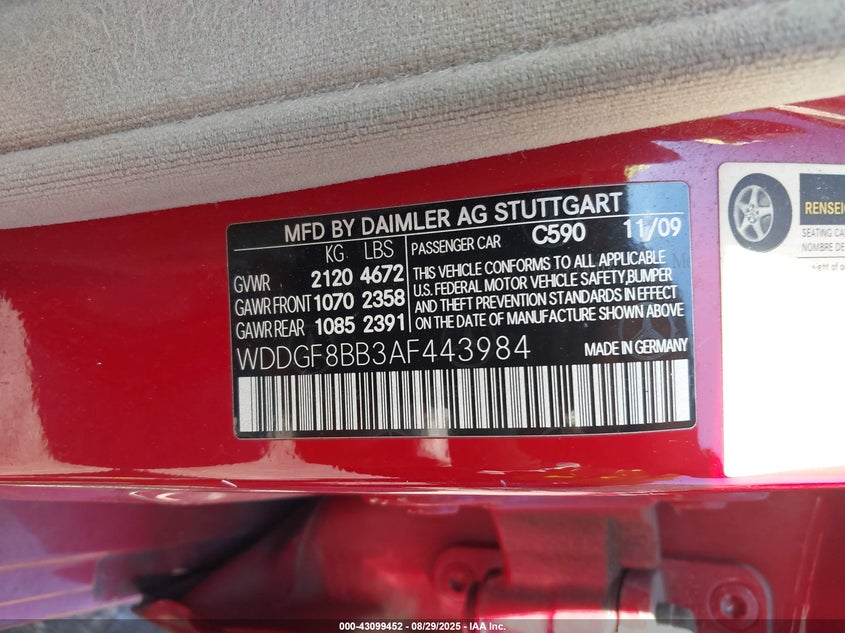 MFD BY DAIMLER AG STUTTGART
KG LBS
GVWR 2120 4672
GAWR FRONT 1070 2358
GAWR REAR 1085 2391
PASSENGER CAR C590 11/09
THIS VEHICLE CONFORMS TO ALL APPLICABLE
U.S. FEDERAL MOTOR VEHICLE SAFETY, BUMPER
AND THEFT PREVENTION STANDARDS IN EFFECT
ON THE DATE OF MANUFACTURE SHOWN ABOVE
WDDGF8BB3AF443984 MADE IN GERMANY
RENSEI
SEATING CA
NOMBRE DE
000-43099452 - 08/29/2025 - IAA Inc.